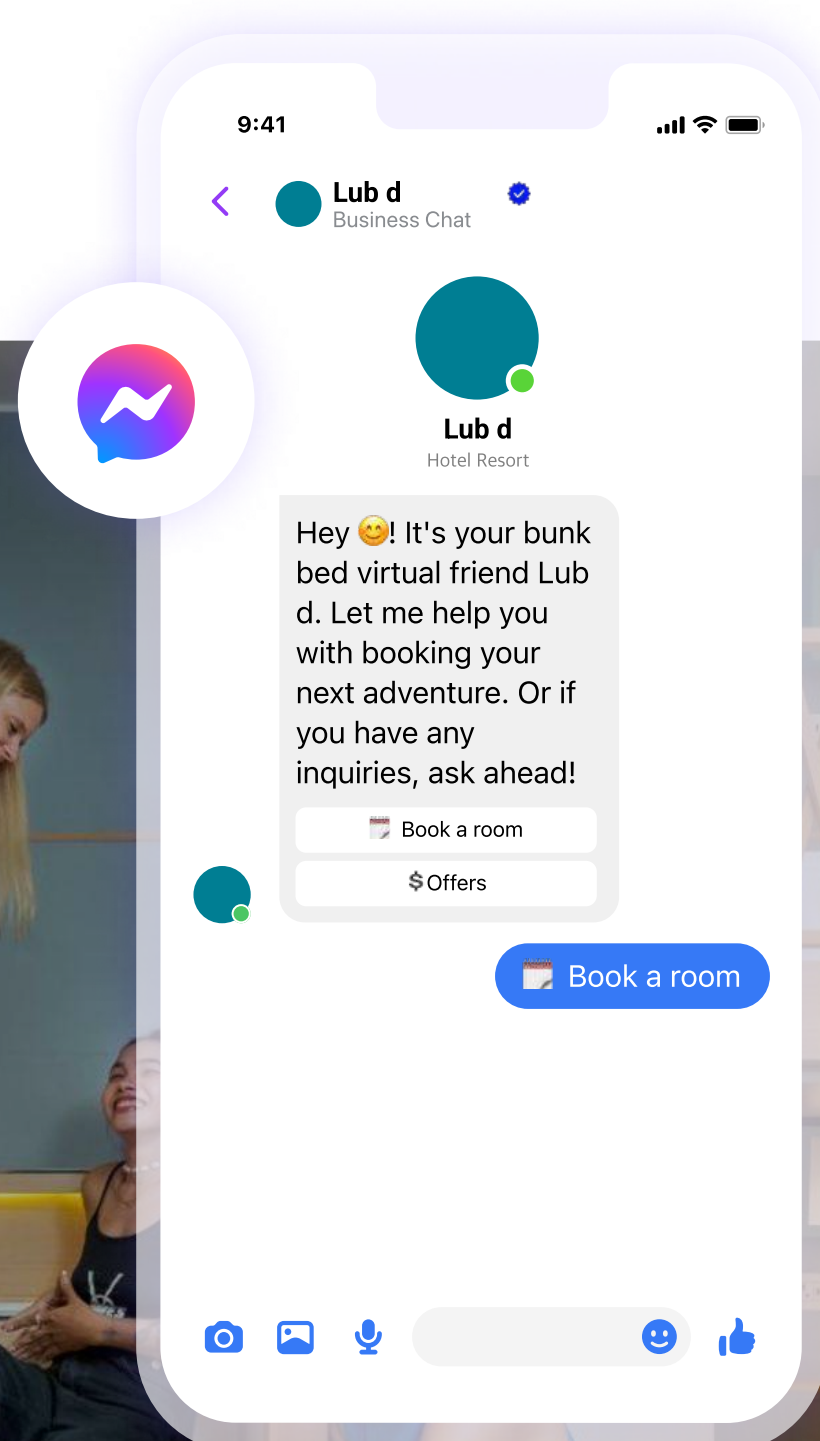 9:41
Lub d
Business Chat
Lub d
Hotel Resort
Hey 😊! It's your bunk
bed virtual friend Lub
d. Let me help you
with booking your
next adventure. Or if
you have any
inquiries, ask ahead!
Book a room
$Offers
Book a room